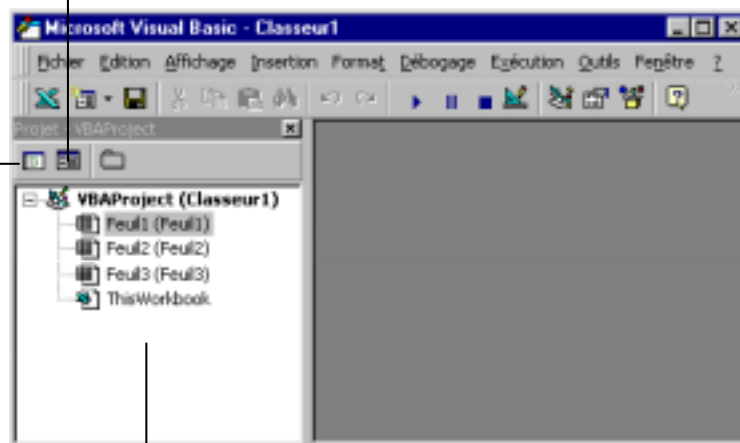 Microsoft Visual Basic - Classeur1
Fichier Edition Affichage Insertion Format Débogage Exécution Outils Fenêtre ?
Projet - VBAProject
VBAProject (Classeur1)
Feuil1 (Feuil1)
Feuil2 (Feuil2)
Feuil3 (Feuil3)
ThisWorkbook